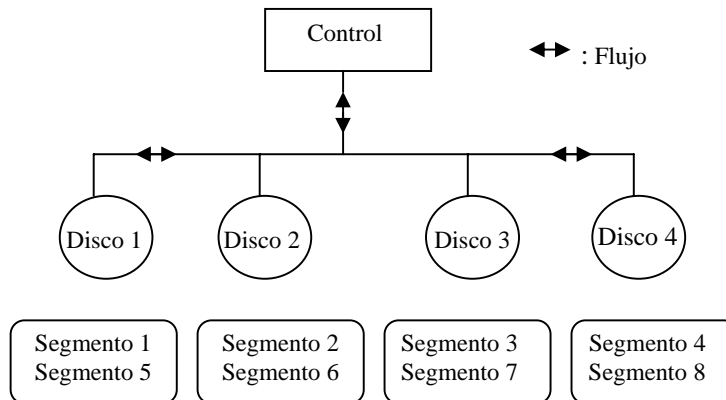 Control
: Flujo
Disco 1
Disco 2
Disco 3
Disco 4
Segmento 1
Segmento 5
Segmento 2
Segmento 6
Segmento 3
Segmento 7
Segmento 4
Segmento 8